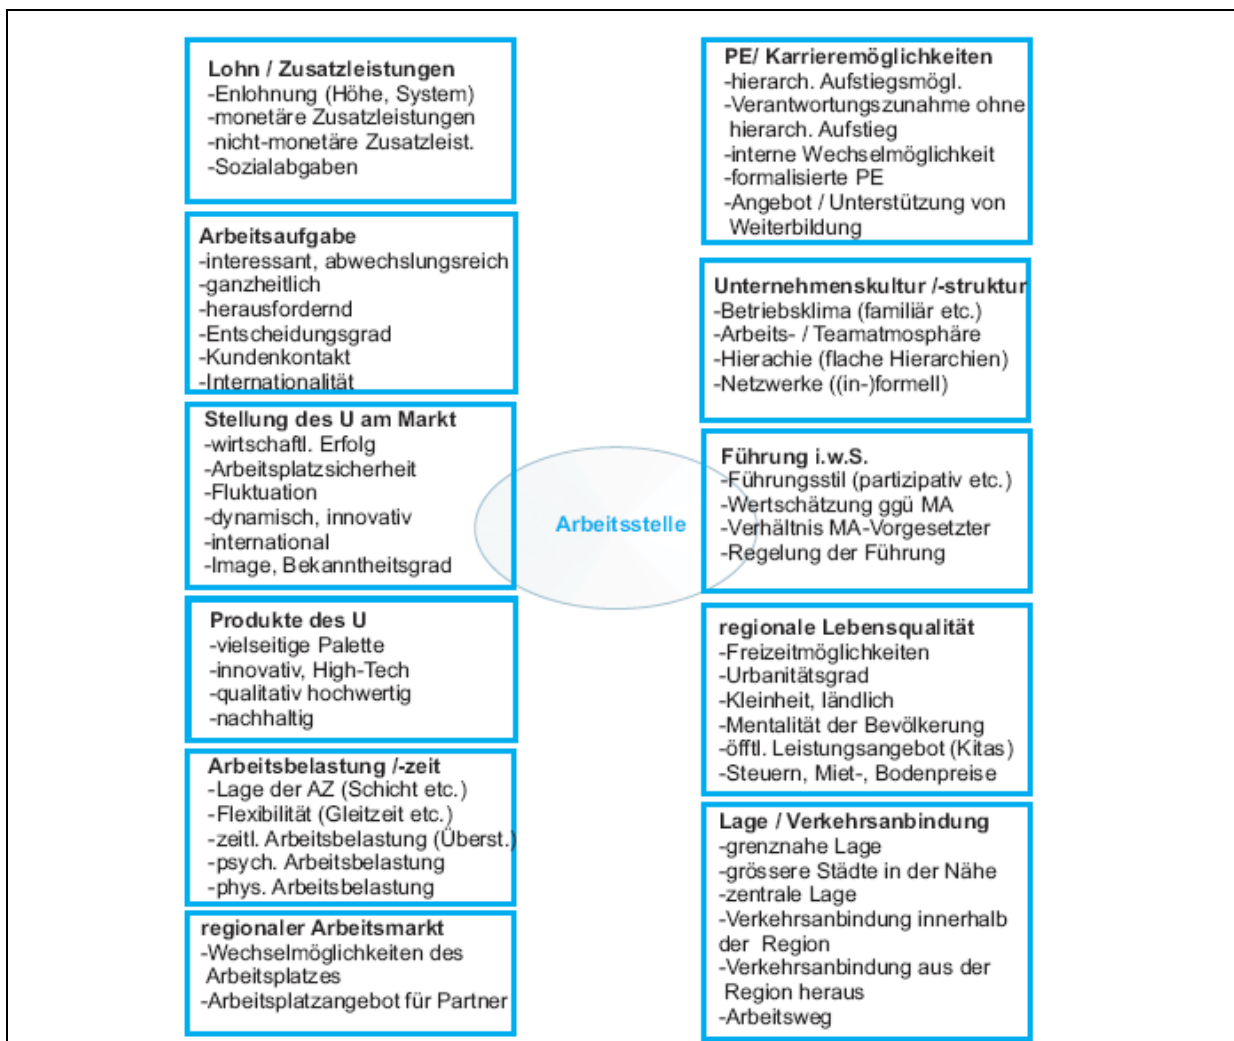 Lohn / Zusatzleistungen
-Enlohnung (Höhe, System)
-monetäre Zusatzleistungen
-nicht-monetäre Zusatzleist.
-Sozialabgaben
Arbeitsaufgabe
-interessant, abwechslungsreich
-ganzheitlich
-herausfordernd
-Entscheidungsgrad
-Kundenkontakt
-Internationalität
Stellung des U am Markt
-wirtschaftl. Erfolg
-Arbeitsplatzsicherheit
-Fluktuation
-dynamisch, innovativ
-international
-Image, Bekanntheitsgrad
Produkte des U
-vielseitige Palette
-innovativ, High-Tech
-qualitativ hochwertig
-nachhaltig
Arbeitsbelastung /-zeit
-Lage der AZ (Schicht etc.)
-Flexibilität (Gleitzeit etc.)
-zeitl. Arbeitsbelastung (Überst.)
-psych. Arbeitsbelastung
-phys. Arbeitsbelastung
regionaler Arbeitsmarkt
-Wechselmöglichkeiten des
Arbeitsplatzes
-Arbeitsplatzangebot für Partner
Arbeitsstelle
PE/ Karrieremöglichkeiten
-hierarch. Aufstiegsmögl.
-Verantwortungszunahme ohne
hierarch. Aufstieg
-interne Wechselmöglichkeit
-formalisierte PE
-Angebot / Unterstützung von
Weiterbildung
Unternehmenskultur /-struktur
-Betriebsklima (familiär etc.)
-Arbeits- / Teamatmosphäre
-Hierachie (flache Hierarchien)
-Netzwerke ((in-)formell)
Führung i.w.S.
-Führungsstil (partizipativ etc.)
-Wertschätzung ggü MA
-Verhältnis MA-Vorgesetzter
-Regelung der Führung
regionale Lebensqualität
-Freizeitmöglichkeiten
-Urbanitätsgrad
-Kleinheit, ländlich
-Mentalität der Bevölkerung
-öfftl. Leistungsangebot (Kitas)
-Steuern, Miet-, Bodenpreise
Lage / Verkehrsanbindung
-grenznahe Lage
-grössere Städte in der Nähe
-zentrale Lage
-Verkehrsanbindung innerhalb
der Region
-Verkehrsanbindung aus der
Region heraus
-Arbeitsweg